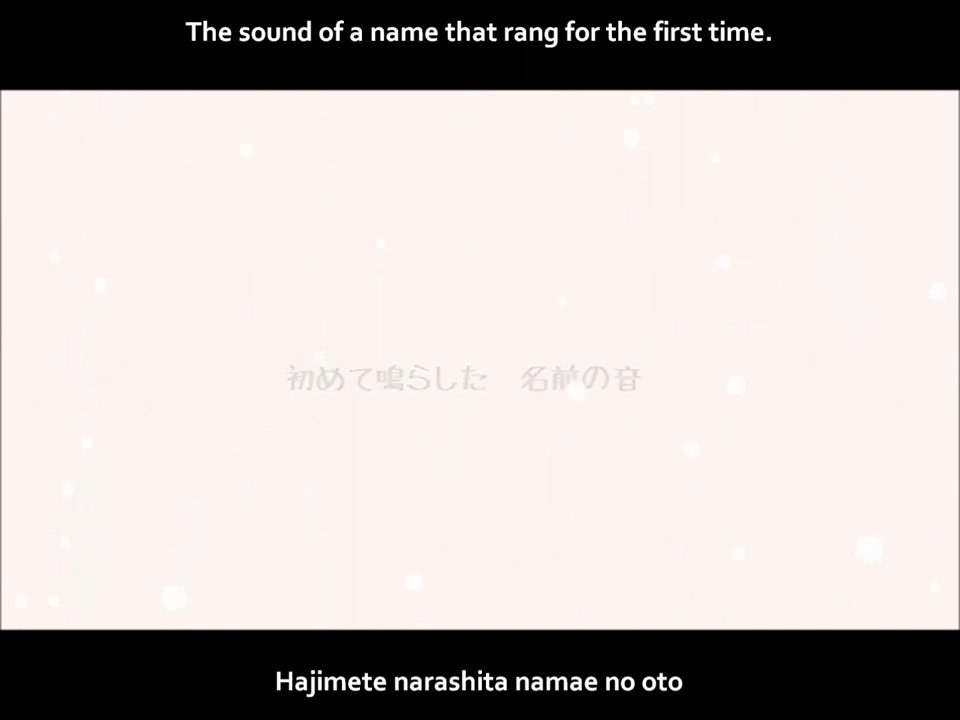 The sound of a name that rang for the first time.
初めて鳴らした　名前の音
Hajimete narashita namae no oto